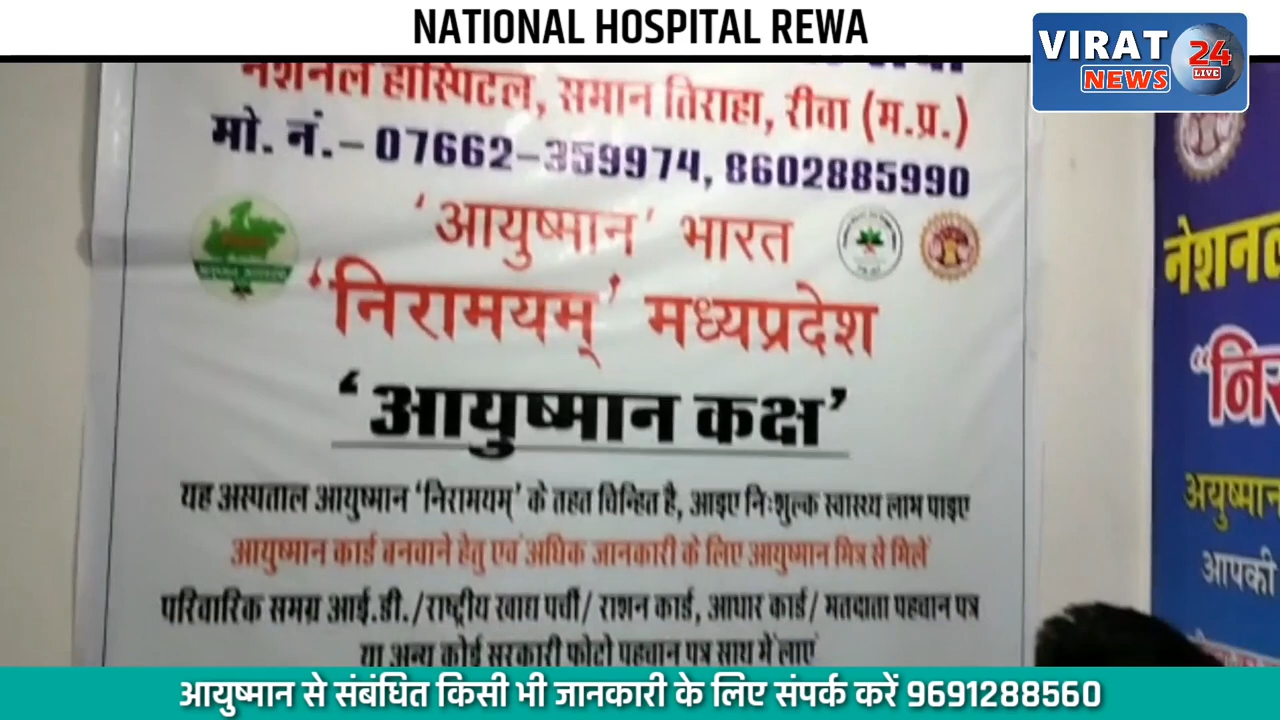 NATIONAL HOSPITAL REWA
VIRAT
NEWS
24
LIVE
नेशनल हास्पिटल, समान तिराहा, रीवा (म.प्र.)
मो. नं.– 07662-359974, 8602885990
‘आयुष्मान’ भारत
‘निरामयम्’ मध्यप्रदेश
‘आयुष्मान कक्ष’
यह अस्पताल आयुष्मान ‘निरामयम्’ के तहत चिन्हित है, आइए निःशुल्क स्वास्थ्य लाभ पाइए
आयुष्मान कार्ड बनवाने हेतु एवं अधिक जानकारी के लिए आयुष्मान मित्र से मिलें
परिवारिक समग्र आई.डी./राष्ट्रीय खाद्य पर्ची/ राशन कार्ड, आधार कार्ड/ मतदाता पहचान पत्र
या अन्य कोई सरकारी फोटो पहचान पत्र साथ में लाएं
नेशनल
अयुष्मान
आपकी
आयुष्मान से संबंधित किसी भी जानकारी के लिए संपर्क करें 9691288560